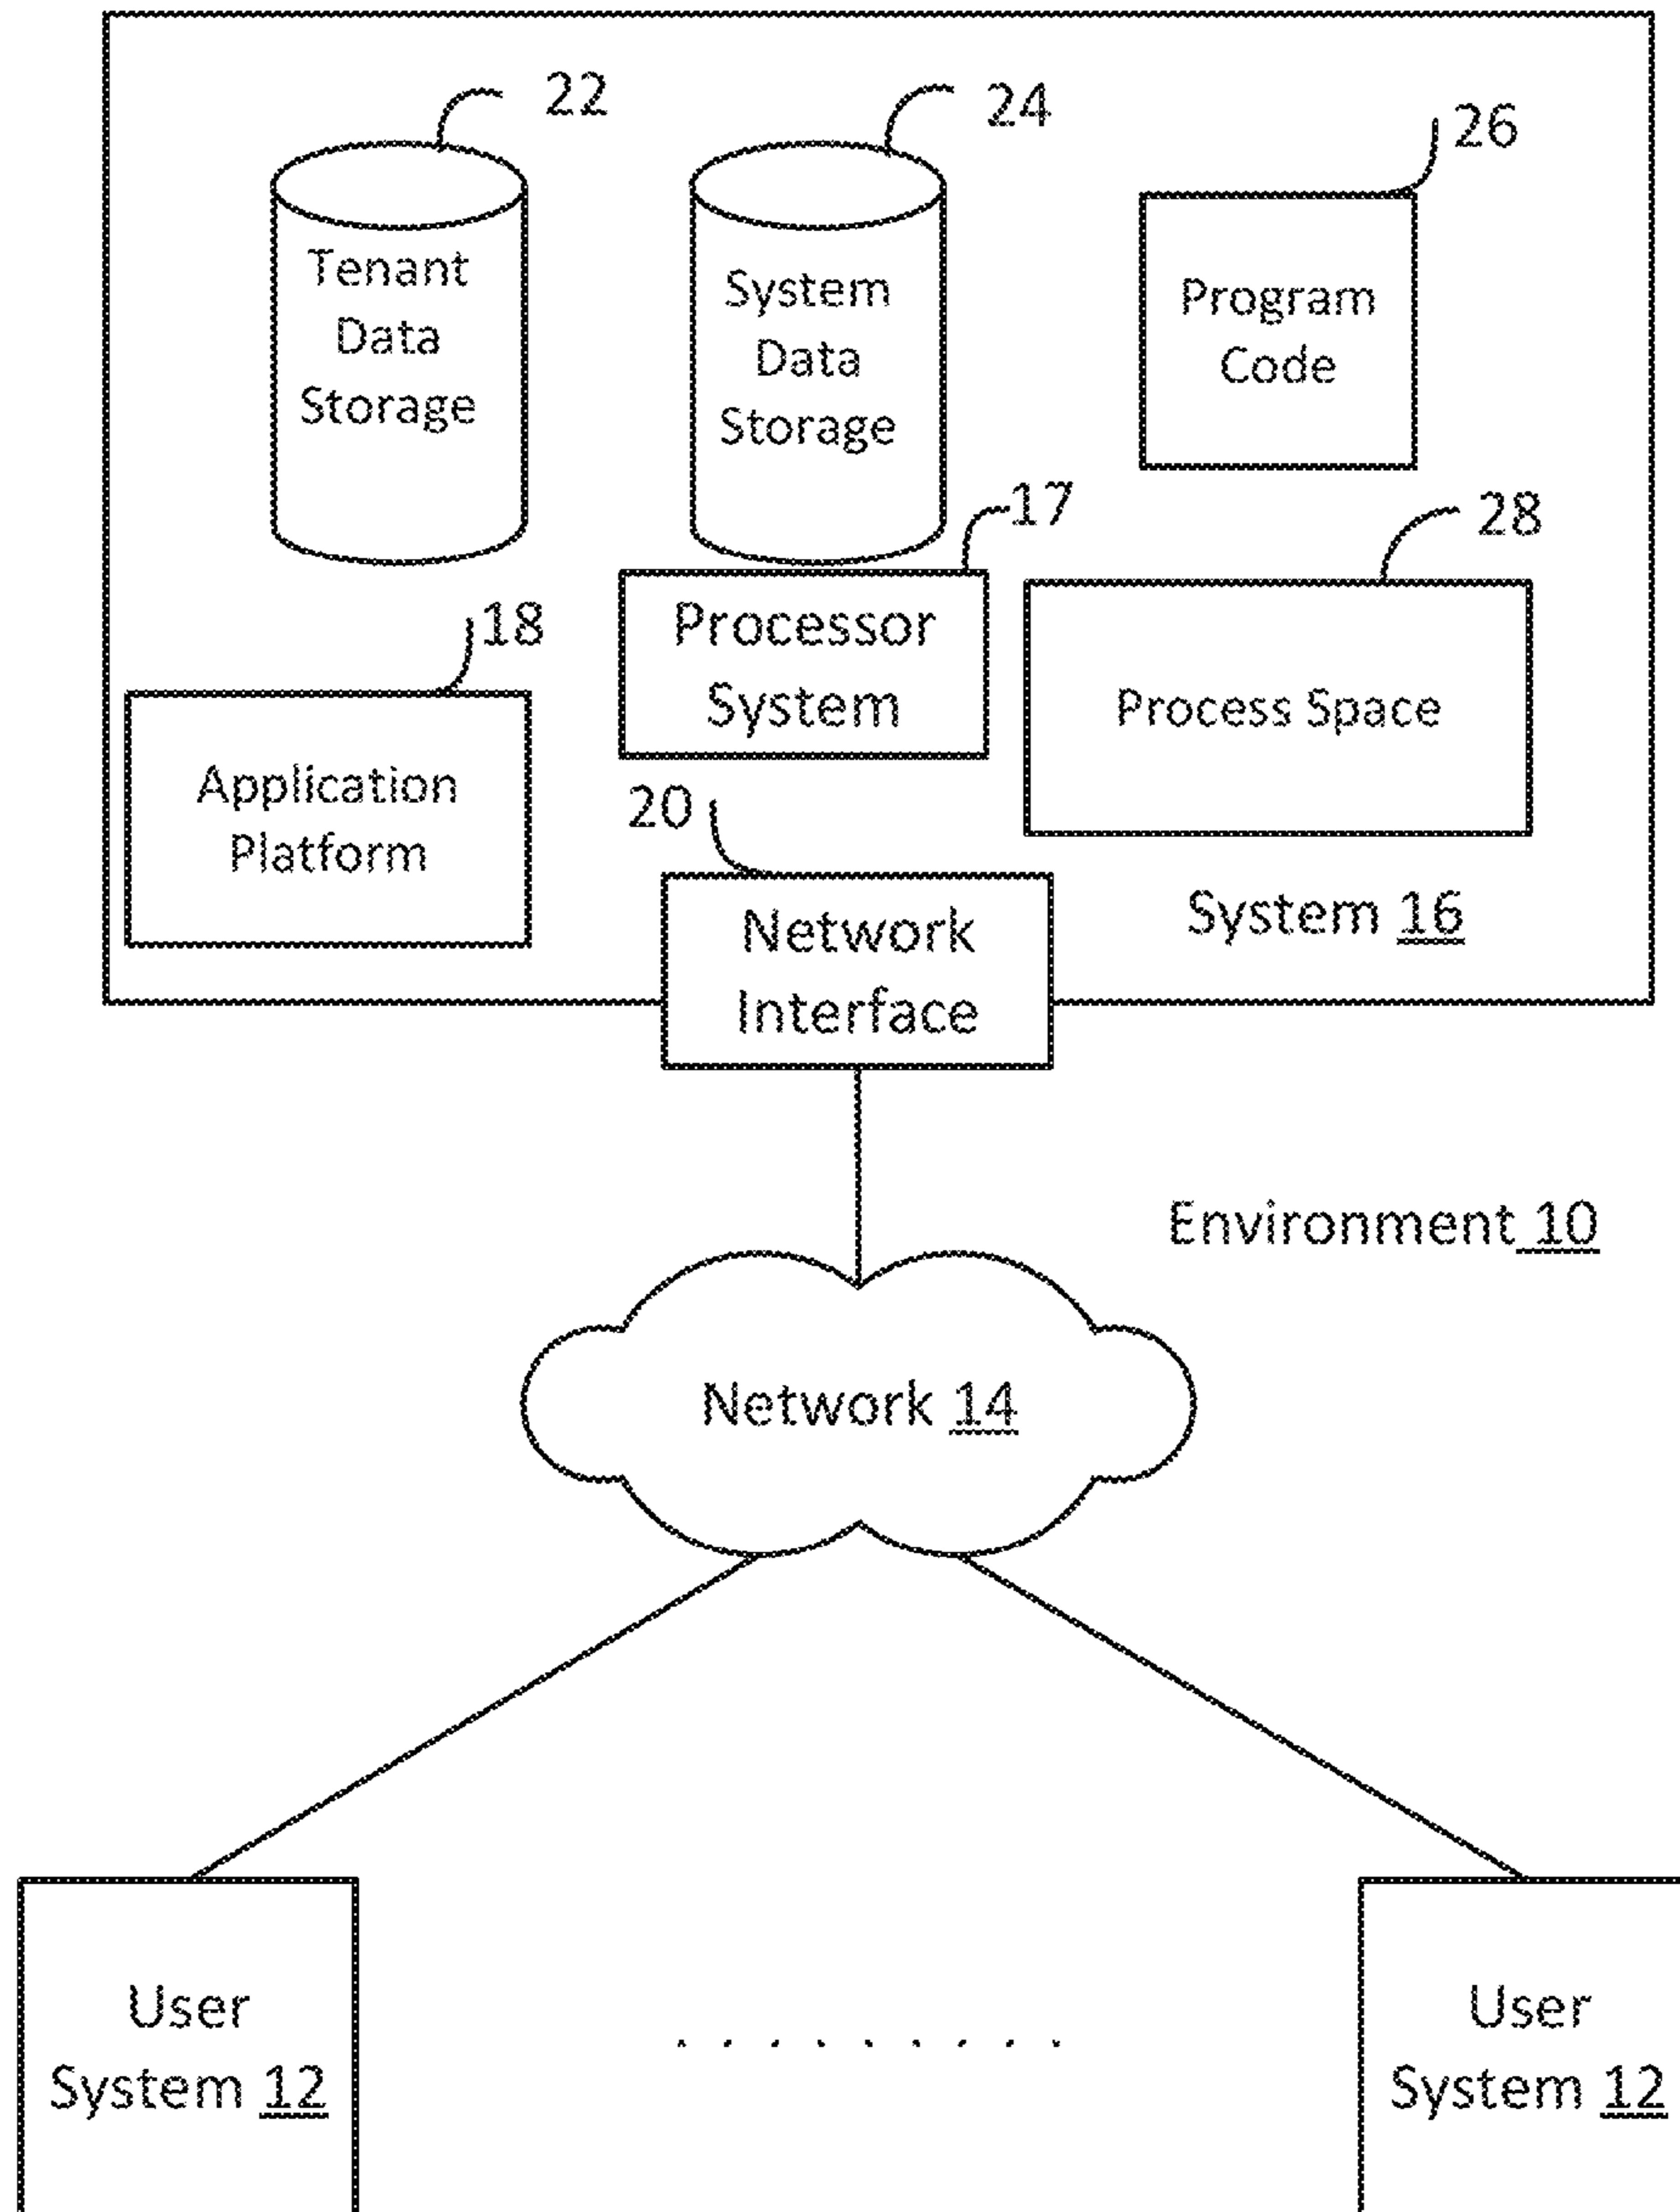 22
24
26
Tenant
Data
Storage
System
Data
Storage
Program
Code
17
28
18
Processor
System
Process Space
Application
Platform
20
Network
Interface
System 16
Environment 10
Network 14
User
System 12
User
System 12